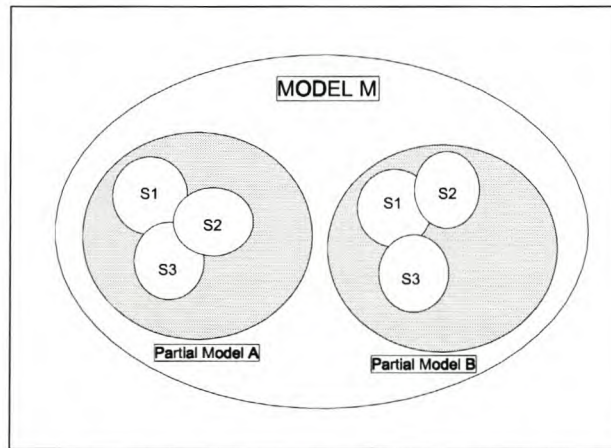 MODEL M
S1
S2
S3
Partial Model A
S1
S2
S3
Partial Model B